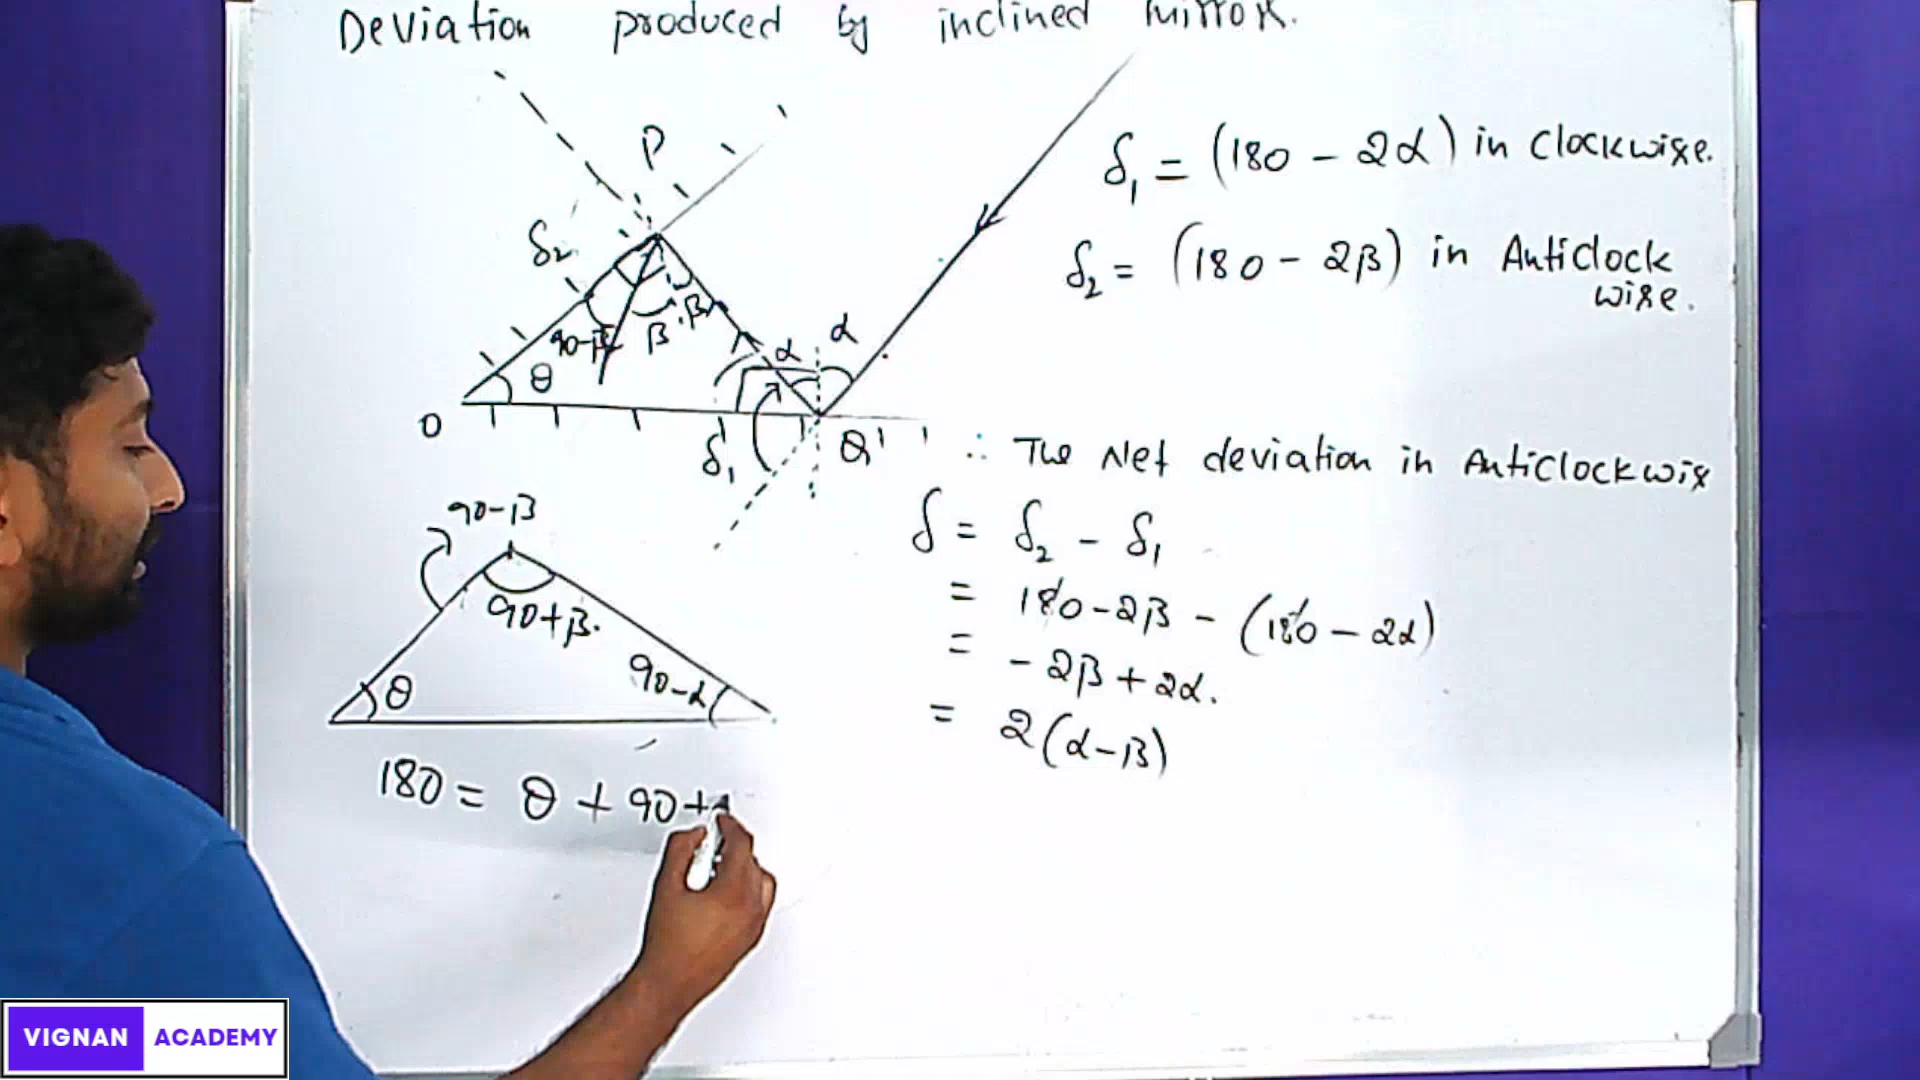 Deviation produced by inclined mirror.
P
δ₁ = (180 - 2α) in Clockwise.
δ₂ = (180 - 2β) in Anticlock
wise.
δ₂
90-β
β
β
α
α
θ
O
δ₁
Q
∴ The Net deviation in Anticlockwis
δ = δ₂ - δ₁
= 180-2β - (180 - 2α)
= - 2β + 2α.
= 2(α-β)
90-β
90+β.
θ
90-α
180 = θ + 90+
VIGNAN ACADEMY